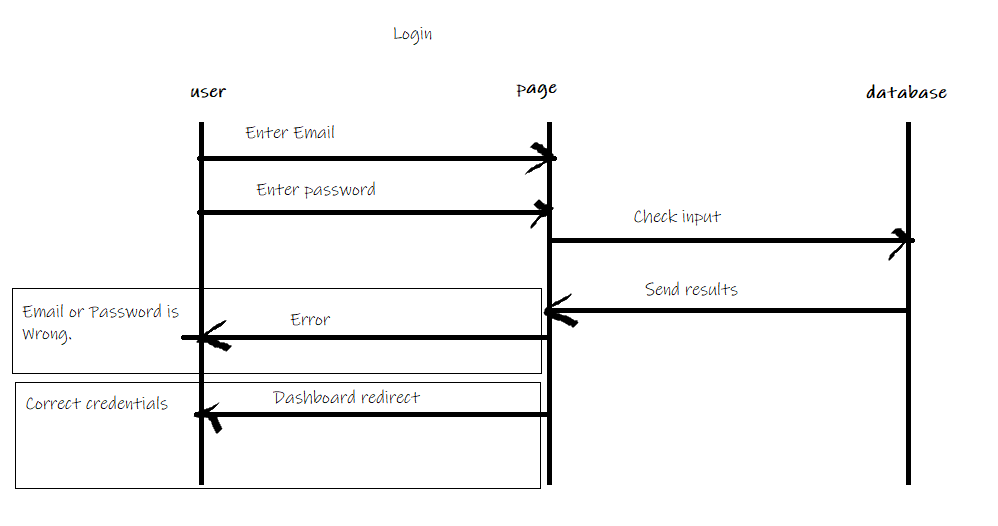 Login
user
page
database
Enter Email
Enter password
Check input
Send results
Email or Password is
Wrong.
Error
Dashboard redirect
Correct credentials